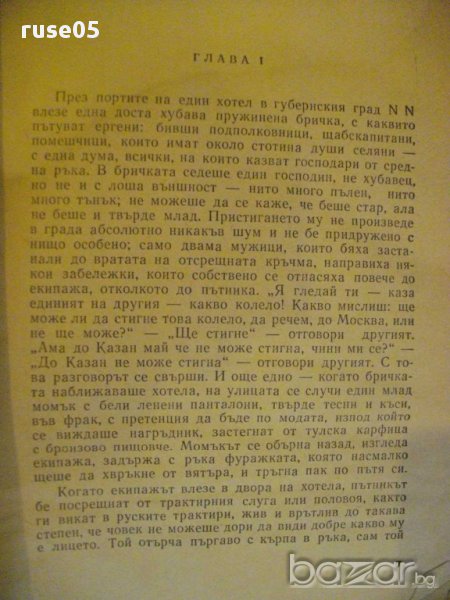 ruse05
ГЛАВА I
През портите на един хотел в губернския град NN
влезе една доста хубава пружинена бричка, с каквито
пътуват ергени: бивши подполковници, щабскапитани,
помешчици, които имат около стотина души селяни —
с една дума, всички, на които казват господари от сред-
на ръка. В бричката седеше един господин, не хубавец,
но не и с лоша външност — нито много пълен, нито
много тънък; не можеше да се каже, че беше стар, ала
не беше и твърде млад. Пристигането му не произведе
в града абсолютно никакъв шум и не бе придружено с
нищо особено; само двама мужици, които бяха заста-
нали до вратата на отсрещната кръчма, направиха ня-
кои забележки, които собствено се отнасяха повече до
екипажа, отколкото до пътника. „Я гледай ти — каза
единият на другия — какво колело! Какво мислиш: ще
може ли да стигне това колело, да речем, до Москва, или
не ще може?“ — „Ще стигне“ — отговори другият.
„Ама до Казан май че не може стигна, чини ми се?“ —
„До Казан не може стигна“ — отговори другият. С то-
ва разговорът се свърши. И още едно — когато бричка-
та наближаваше хотела, на улицата се случи един млад
момък с бели ленени панталони, твърде тесни и къси,
във фрак, с претенция да бъде по модата, изпод който
се виждаше нагръдник, застегнат от тулска карфица
с бронзово пищовче. Момъкът се обърна назад, изгледа
екипажа, задържа с ръка фуражката, която насмалко
щеше да хвръкне от вятъра, и тръгна пак по пътя си.
Когато екипажът влезе в двора на хотела, пътникът
бе посрещнат от трактирния слуга или половоя, както
ги викат в руските трактири, жив и врътлив до такава
степен, че човек не можеше дори да види добре какво му
е лицето. Той отърча пъргаво с кърпа в ръка, сам той
bazar.bg